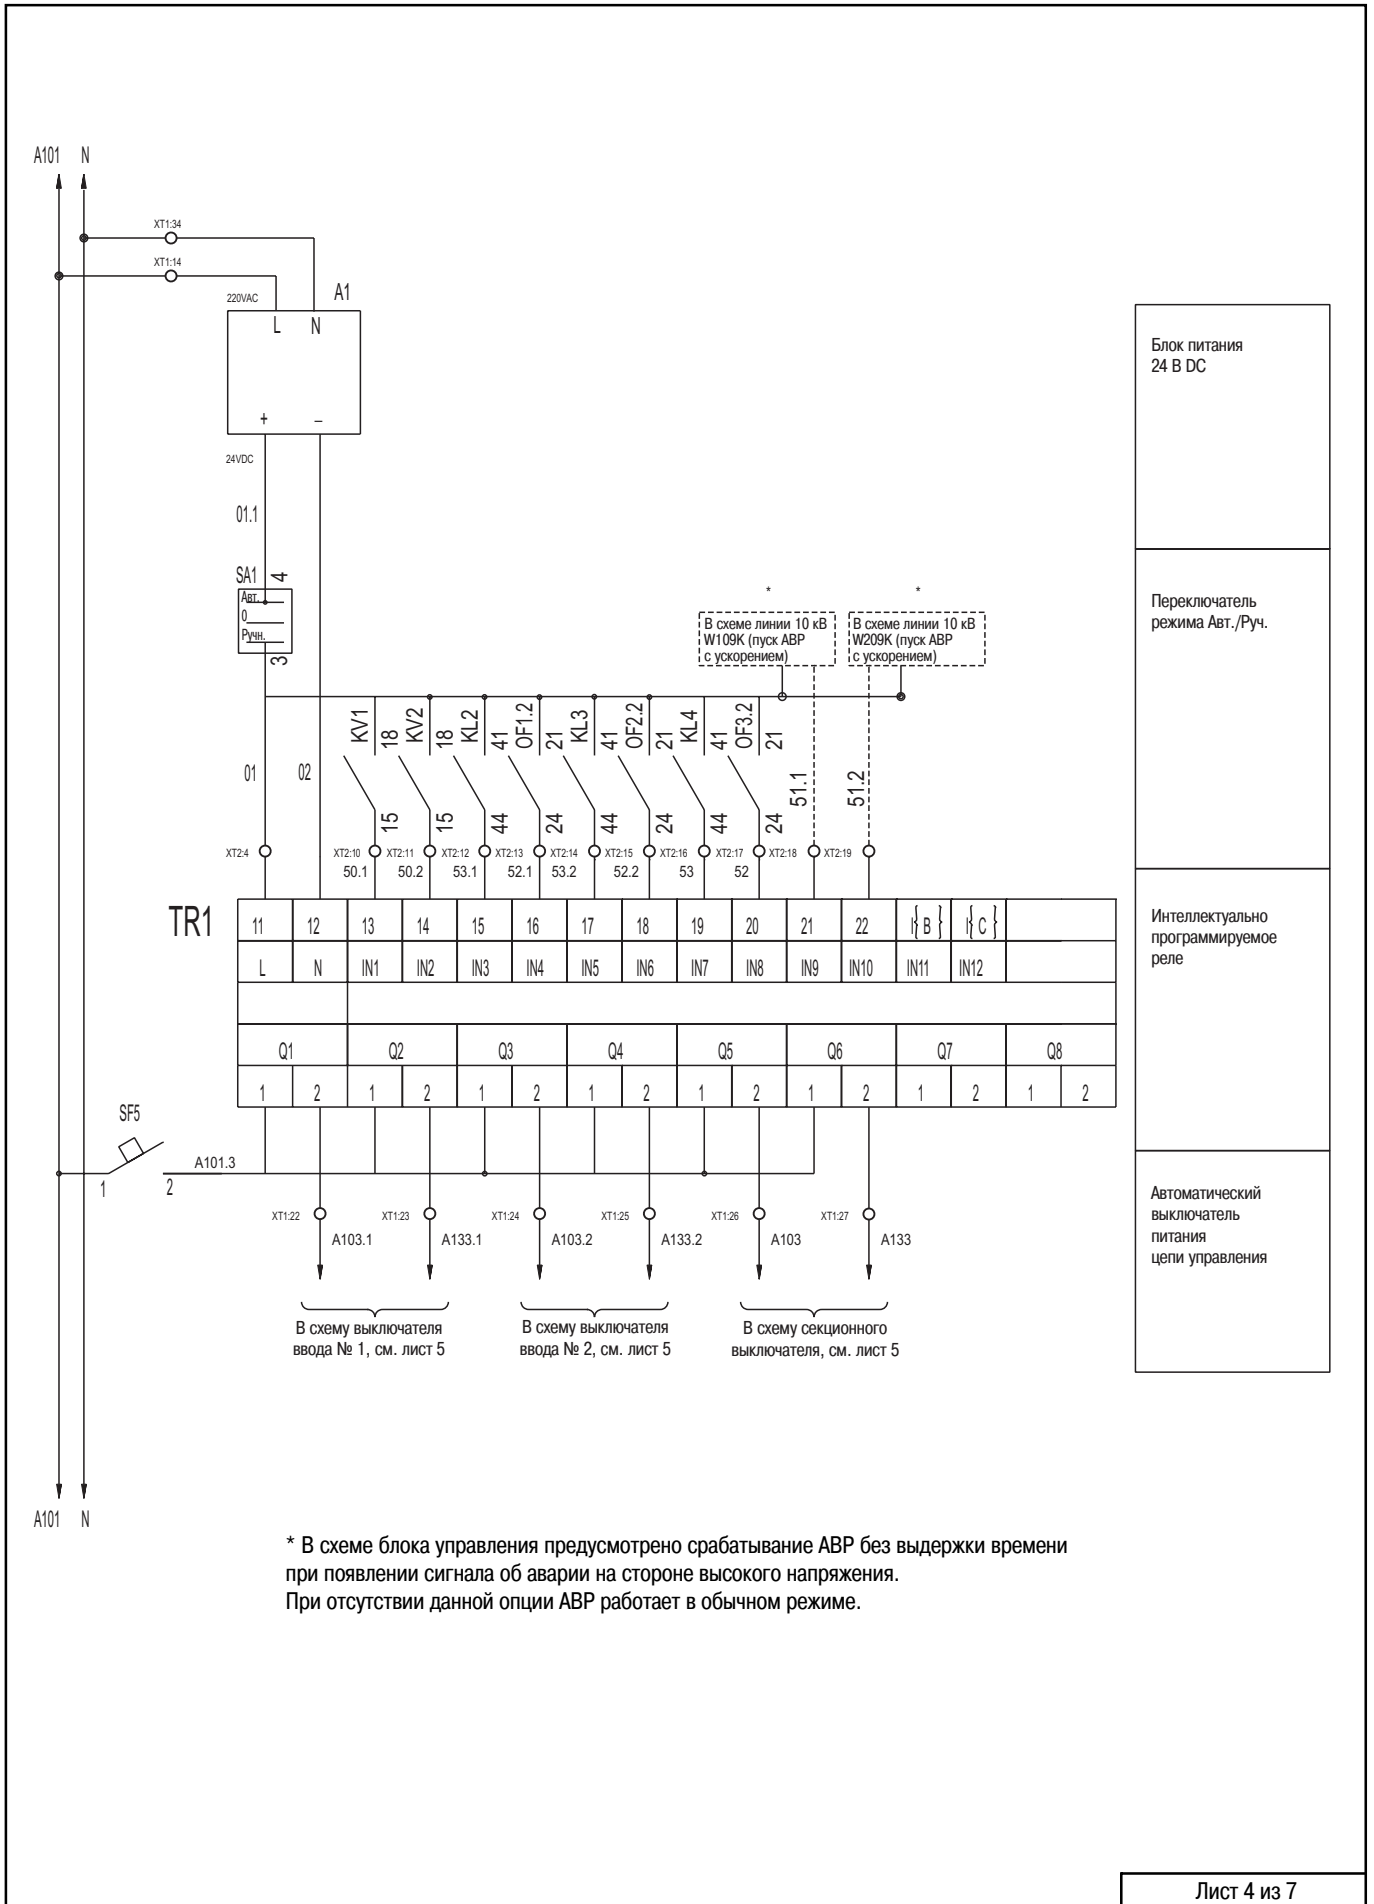 A101 N
XT1:34
XT1:14
220VAC
A1
L N
+ –
24VDC
01.1
SA1
4
Авт.
0
Ручн.
3
* *
В схеме линии 10 кВ
W109K (пуск АВР
с ускорением)
В схеме линии 10 кВ
W209K (пуск АВР
с ускорением)
KV1 18 KV2 18 KL2 41 OF1.2 21 KL3 41 OF2.2 21 KL4 41 OF3.2 21
01 02
15 15 44 24 44 24 44 24
51.1 51.2
XT2:4 XT2:10 XT2:11 XT2:12 XT2:13 XT2:14 XT2:15 XT2:16 XT2:17 XT2:18 XT2:19
50.1 50.2 53.1 52.1 53.2 52.2 53 52
TR1
11 12 13 14 15 16 17 18 19 20 21 22 I{ B } I{ C }
L N IN1 IN2 IN3 IN4 IN5 IN6 IN7 IN8 IN9 IN10 IN11 IN12
Q1 Q2 Q3 Q4 Q5 Q6 Q7 Q8
1 2 1 2 1 2 1 2 1 2 1 2 1 2 1 2
SF5
1 2
A101.3
XT1:22 XT1:23 XT1:24 XT1:25 XT1:26 XT1:27
A103.1 A133.1 A103.2 A133.2 A103 A133
В схему выключателя
ввода № 1, см. лист 5
В схему выключателя
ввода № 2, см. лист 5
В схему секционного
выключателя, см. лист 5
A101 N
Блок питания
24 В DC
Переключатель
режима Авт./Руч.
Интеллектуально
программируемое
реле
Автоматический
выключатель
питания
цепи управления
* В схеме блока управления предусмотрено срабатывание АВР без выдержки времени
при появлении сигнала об аварии на стороне высокого напряжения.
При отсутствии данной опции АВР работает в обычном режиме.
Лист 4 из 7